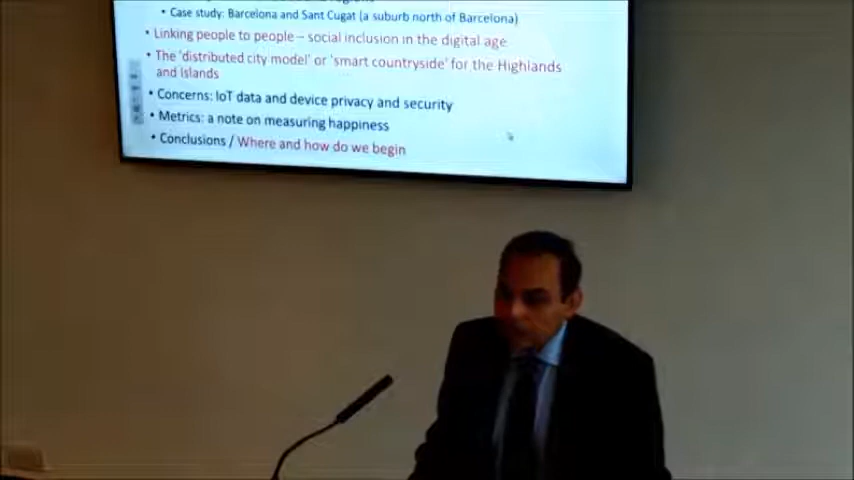 • Case study: Barcelona and Sant Cugat (a suburb north of Barcelona)
• Linking people to people – social inclusion in the digital age
• The 'distributed city model' or 'smart countryside' for the Highlands
and Islands
• Concerns: IoT data and device privacy and security
• Metrics: a note on measuring happiness
• Conclusions / Where and how do we begin